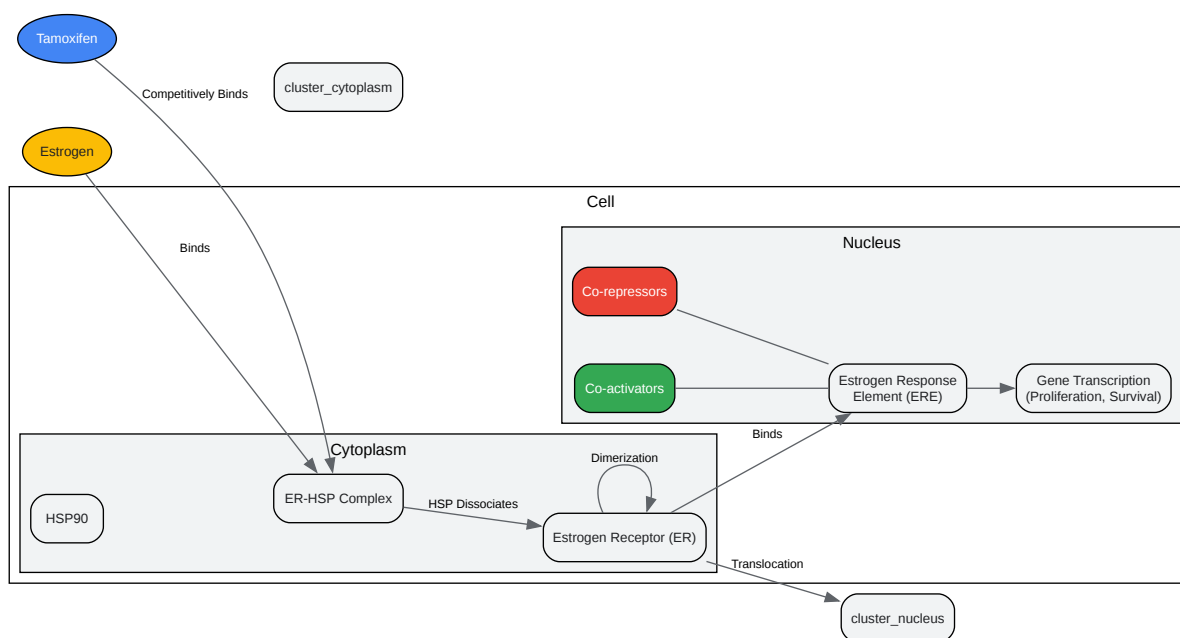 Tamoxifen
cluster_cytoplasm
Competitively Binds
Estrogen
Cell
Binds
Nucleus
Co-repressors
Co-activators
Estrogen Response
Element (ERE)
Gene Transcription
(Proliferation, Survival)
Binds
Cytoplasm
Dimerization
ER-HSP Complex
HSP Dissociates
HSP90
Estrogen Receptor (ER)
Translocation
cluster_nucleus